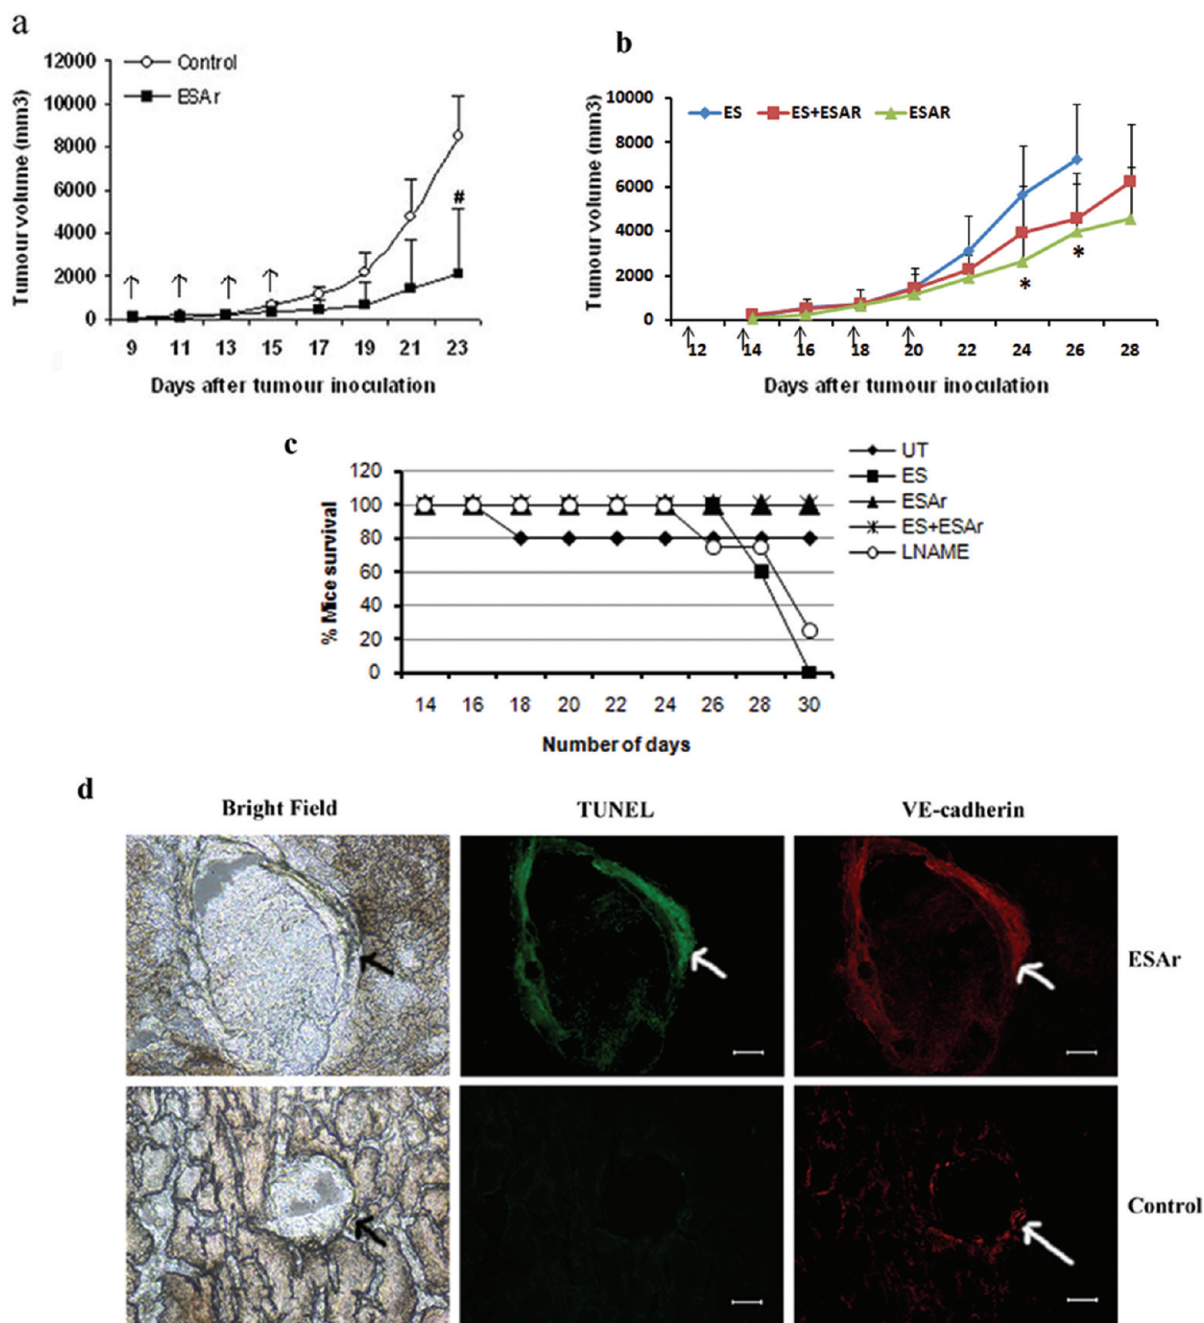 a
12000
10000
8000
6000
4000
2000
0
Tumour volume (mm3)
Control
ESAr
#
9 11 13 15 17 19 21 23
Days after tumour inoculation
b
10000
8000
6000
4000
2000
0
Tumour volume (mm3)
ES ES+ESAR ESAR
*
*
12 14 16 18 20 22 24 26 28
Days after tumour inoculation
c
120
100
80
60
40
20
0
% Mice survival
14 16 18 20 22 24 26 28 30
Number of days
UT
ES
ESAr
ES+ESAr
LNAME
d
Bright Field TUNEL VE-cadherin
ESAr
Control